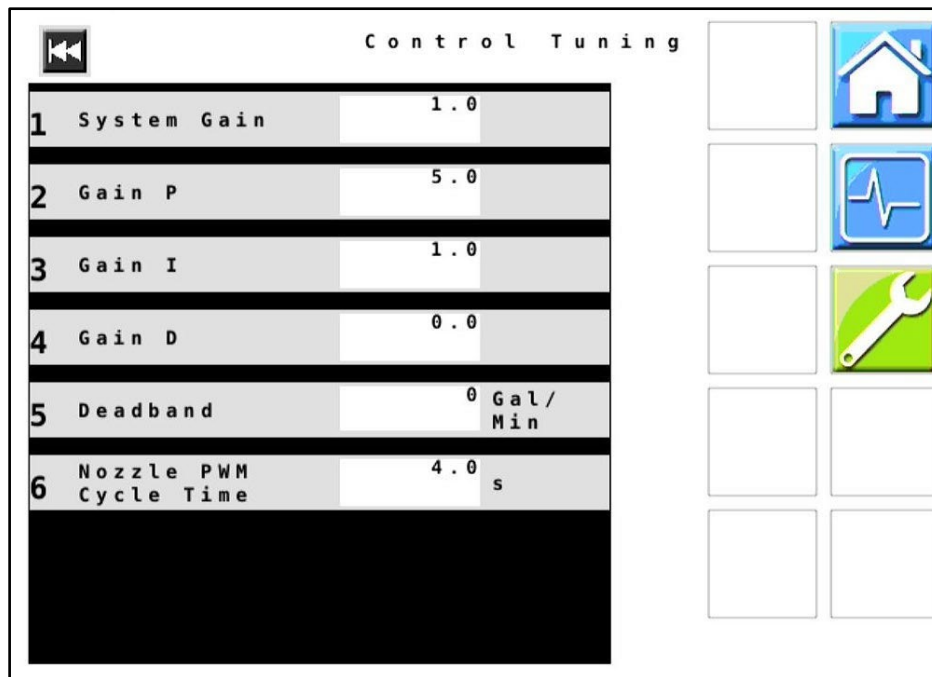 Control Tuning
1 System Gain 1.0
2 Gain P 5.0
3 Gain I 1.0
4 Gain D 0.0
5 Deadband 0 Gal/
Min
6 Nozzle PWM
Cycle Time 4.0 s